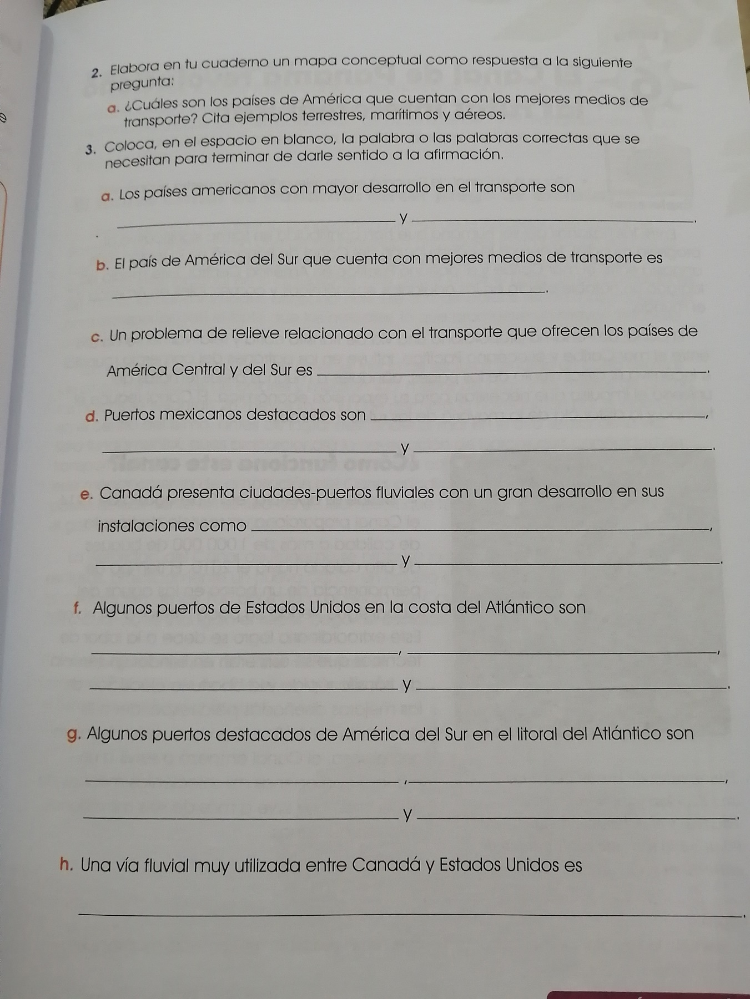 2. Elabora en tu cuaderno un mapa conceptual como respuesta a la siguiente
pregunta:
a. ¿Cuáles son los países de América que cuentan con los mejores medios de
transporte? Cita ejemplos terrestres, marítimos y aéreos.
3. Coloca, en el espacio en blanco, la palabra o las palabras correctas que se
necesitan para terminar de darle sentido a la afirmación.
a. Los países americanos con mayor desarrollo en el transporte son
y .
b. El país de América del Sur que cuenta con mejores medios de transporte es
.
c. Un problema de relieve relacionado con el transporte que ofrecen los países de
América Central y del Sur es .
d. Puertos mexicanos destacados son ,
y .
e. Canadá presenta ciudades-puertos fluviales con un gran desarrollo en sus
instalaciones como ,
y .
f. Algunos puertos de Estados Unidos en la costa del Atlántico son
, ,
y .
g. Algunos puertos destacados de América del Sur en el litoral del Atlántico son
, ,
y .
h. Una vía fluvial muy utilizada entre Canadá y Estados Unidos es
.